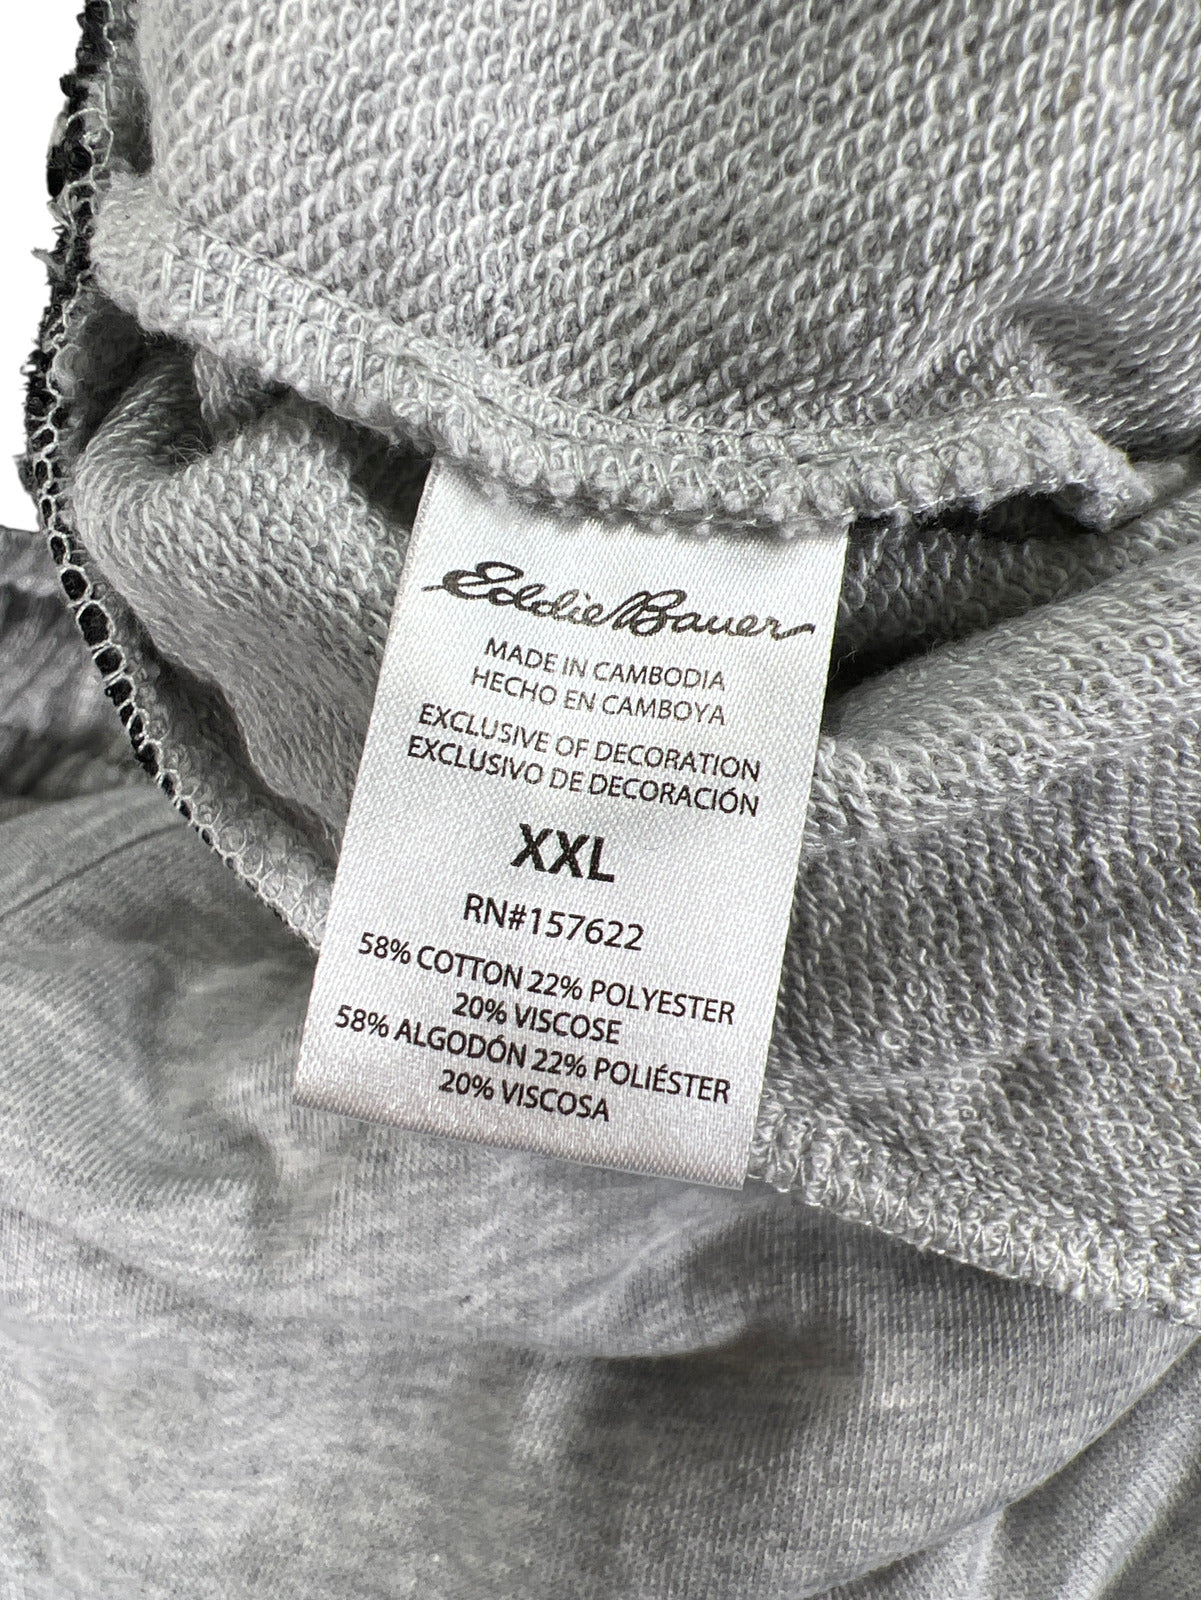 Eddie Bauer
MADE IN CAMBODIA
HECHO EN CAMBOYA
EXCLUSIVE OF DECORATION
EXCLUSIVO DE DECORACIÓN
XXL
RN#157622
58% COTTON 22% POLYESTER
20% VISCOSE
58% ALGODÓN 22% POLIÉSTER
20% VISCOSA